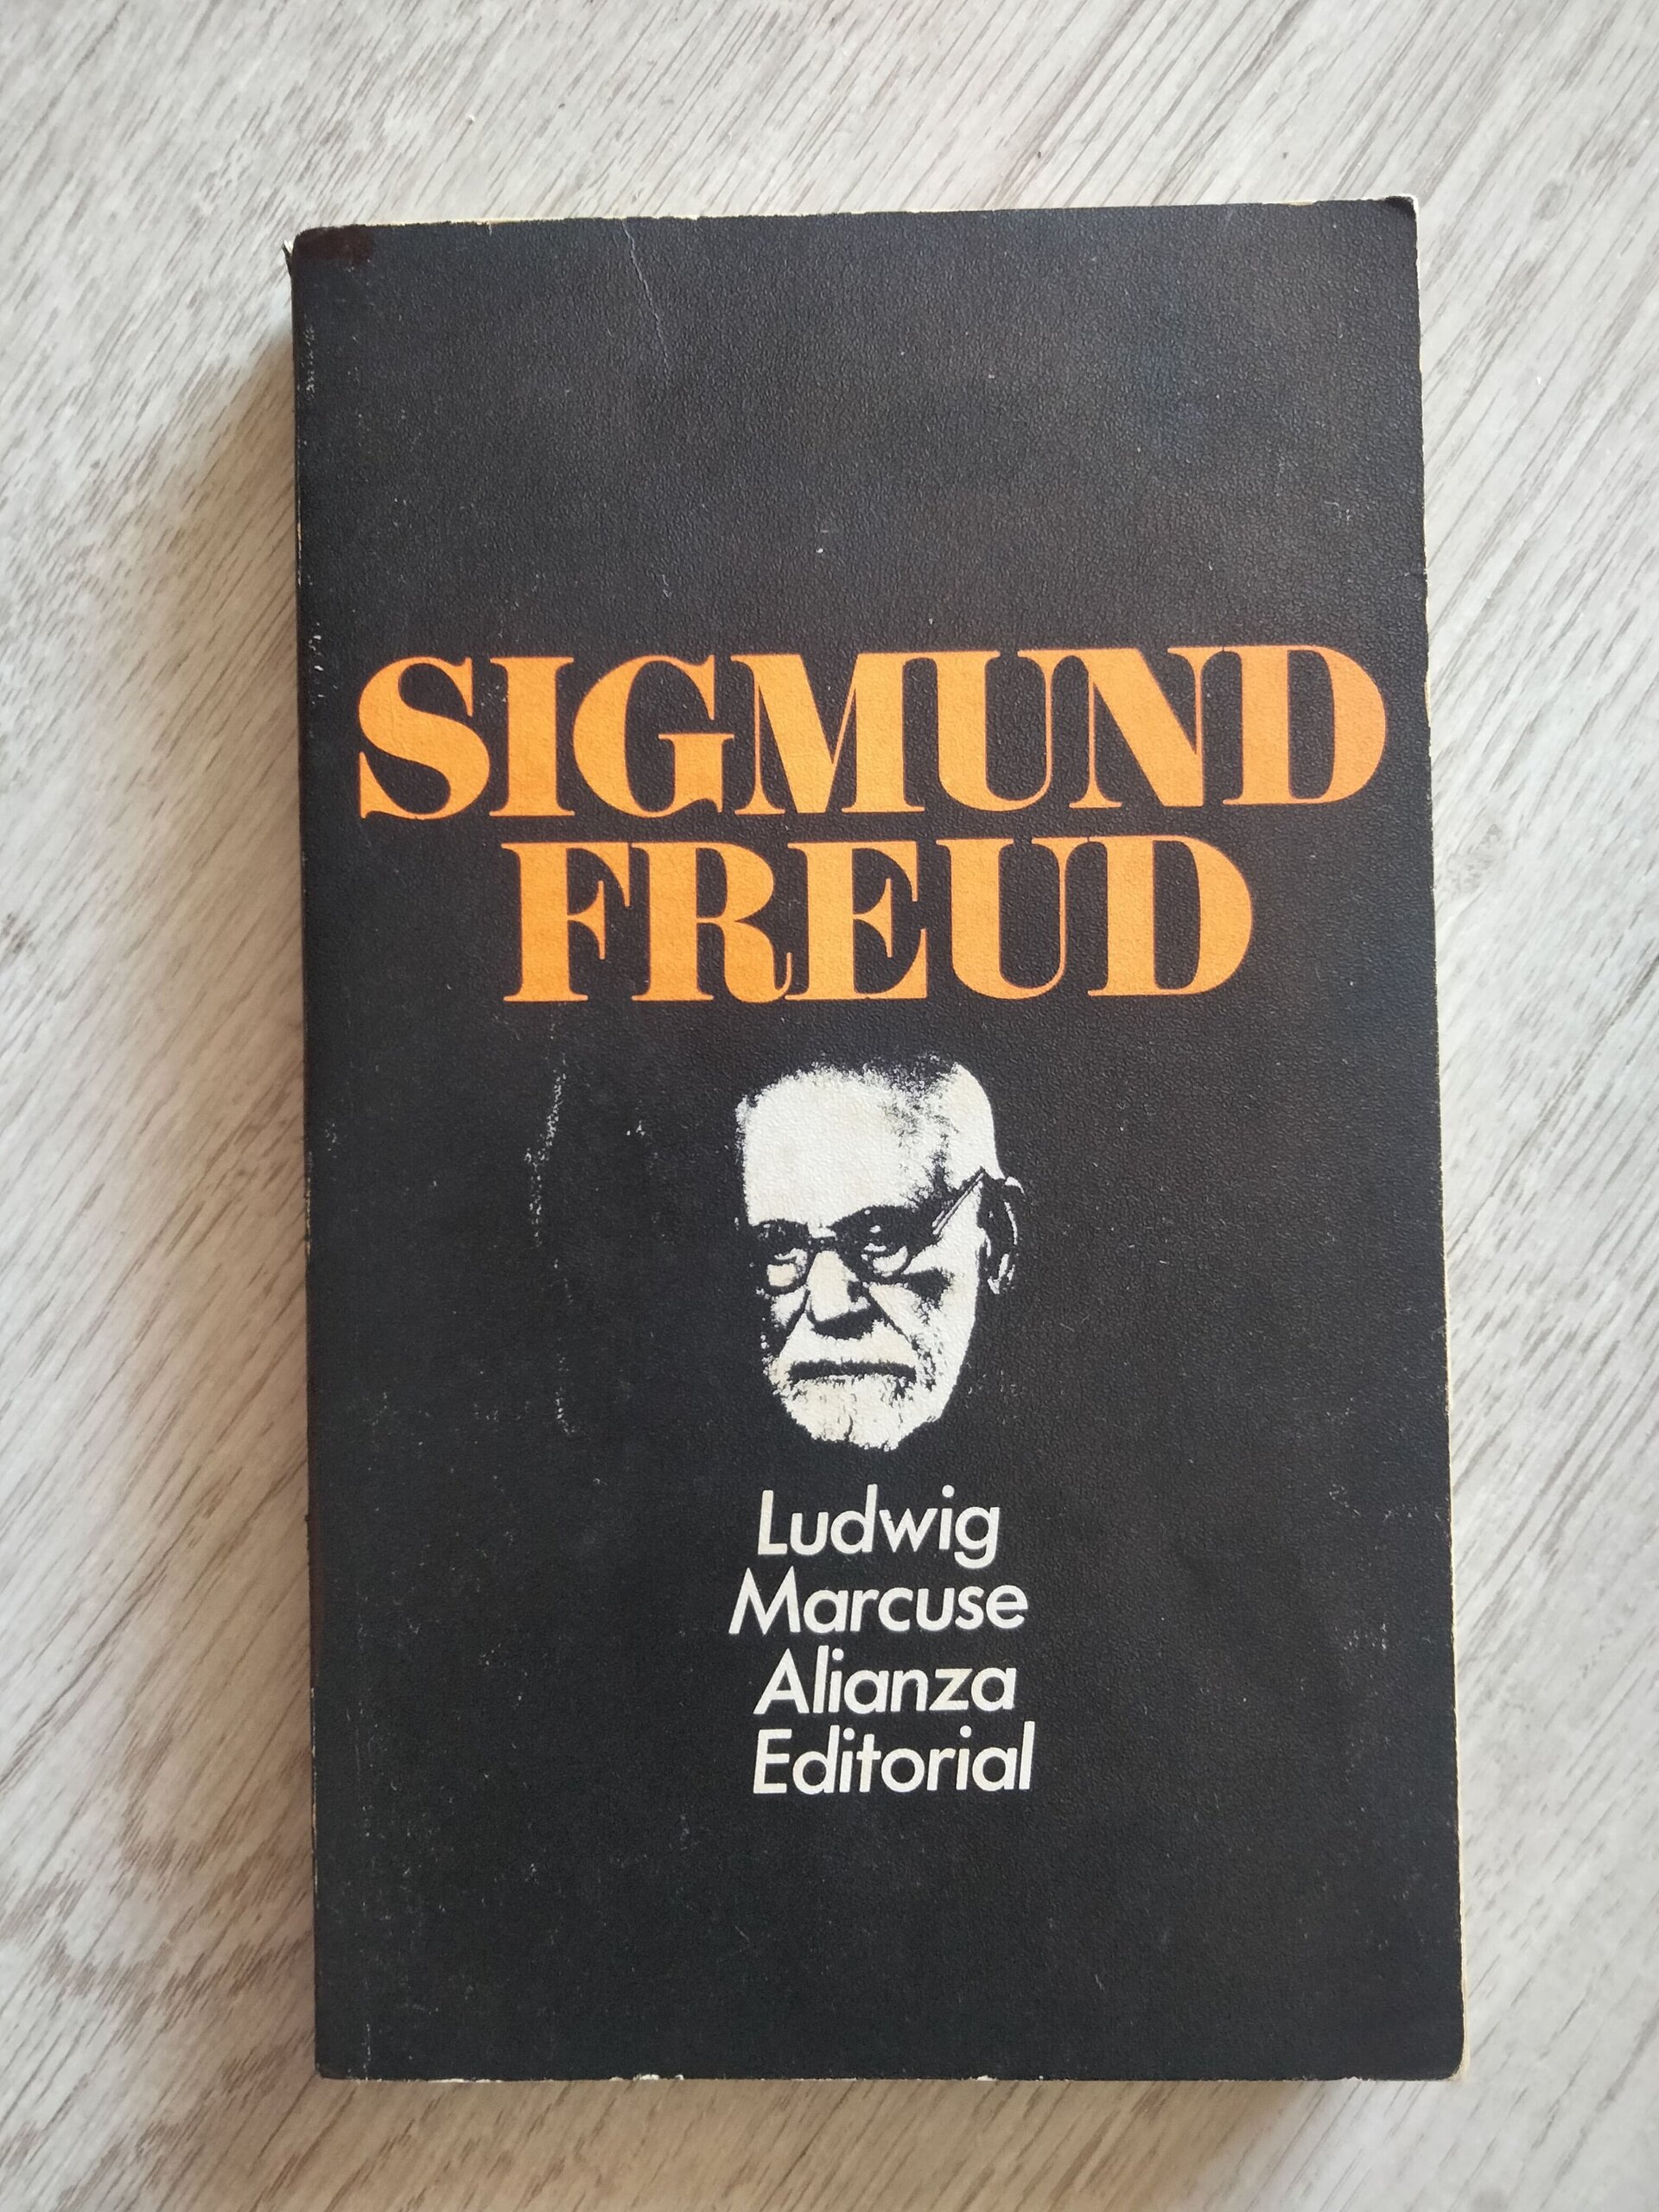 SIGMUND
FREUD
Ludwig
Marcuse
Alianza
Editorial